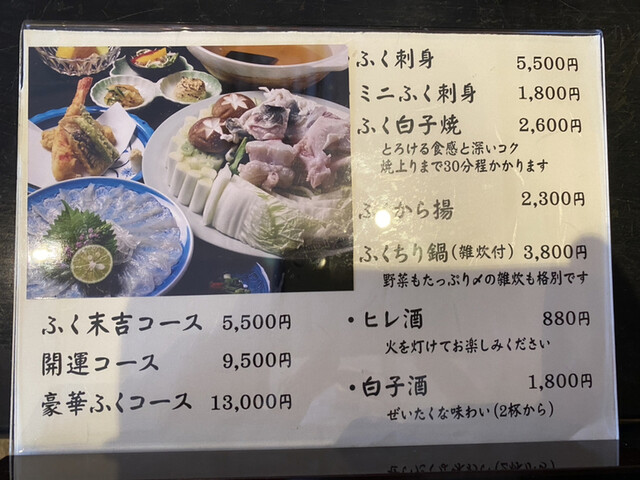 ふく刺身 5,500円
ミニふく刺身 1,800円
ふく白子焼 2,600円
とろける食感と深いコク
焼上りまで30分程かかります
ふくから揚 2,300円
ふくちり鍋(雑炊付) 3,800円
野菜もたっぷり〆の雑炊も格別です
・ヒレ酒 880円
火を灯けてお楽しみください
・白子酒 1,800円
ぜいたくな味わい(2杯から)
ふく末吉コース 5,500円
開運コース 9,500円
豪華ふくコース 13,000円